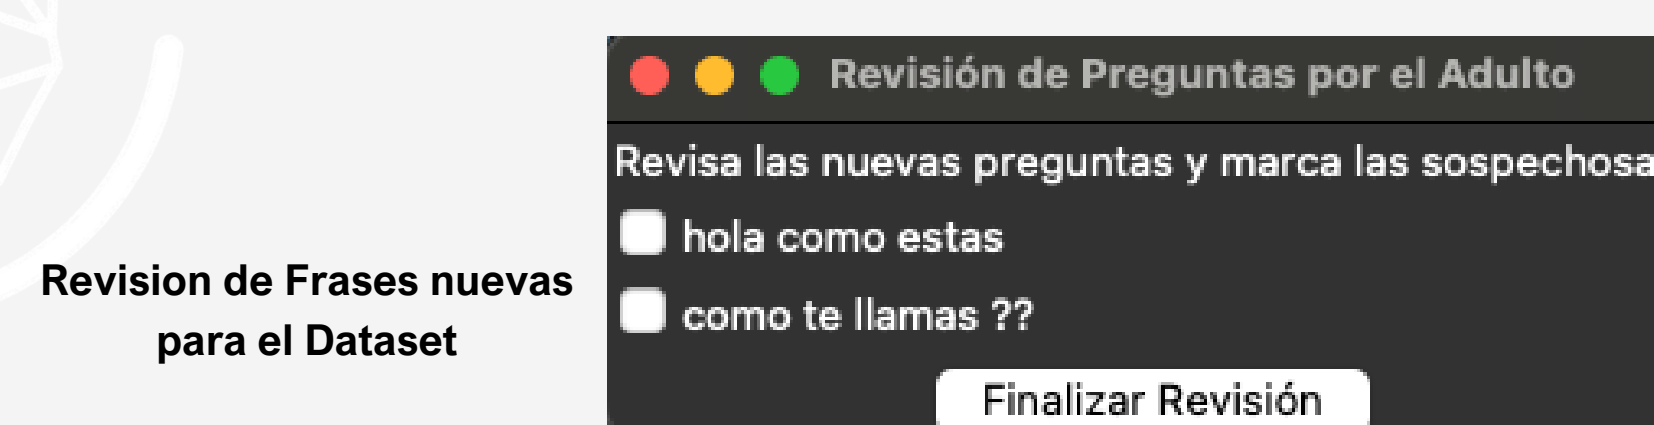 Revisión de Preguntas por el Adulto
Revisa las nuevas preguntas y marca las sospechosa
hola como estas
como te llamas ??
Finalizar Revisión
Revision de Frases nuevas
para el Dataset